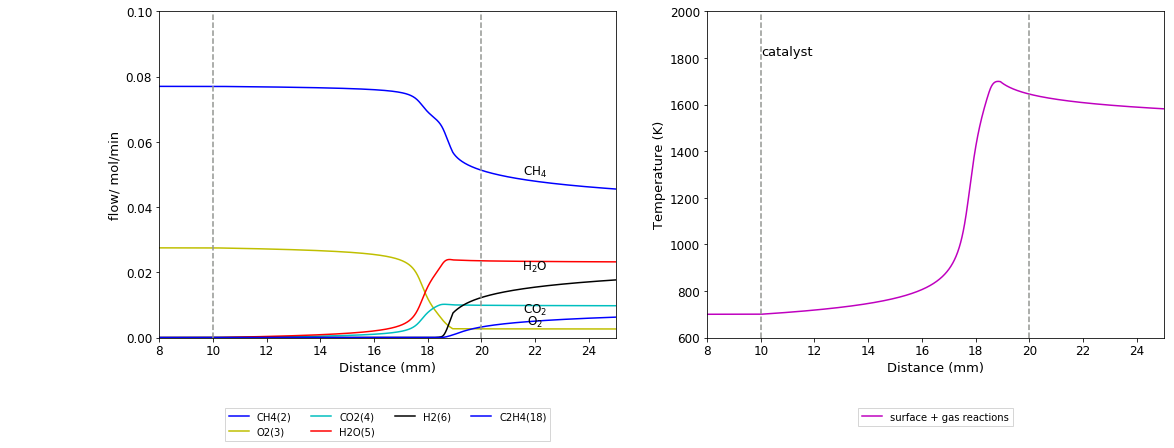 0.10
0.08
0.06
0.04
0.02
0.00
flow/ mol/min
CH₄
H₂O
CO₂
O₂
8 10 12 14 16 18 20 22 24
Distance (mm)
CH4(2) CO2(4) H2(6) C2H4(18)
O2(3) H2O(5)
2000
1800
1600
1400
1200
1000
800
600
Temperature (K)
catalyst
8 10 12 14 16 18 20 22 24
Distance (mm)
surface + gas reactions